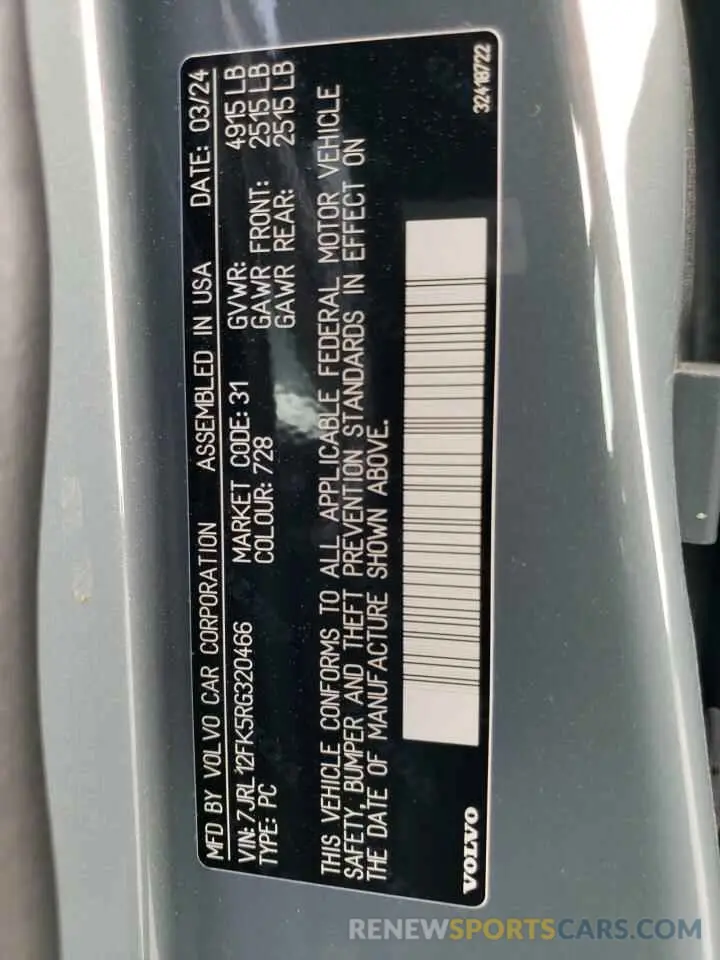 MFD BY VOLVO CAR CORPORATION ASSEMBLED IN USA DATE: 03/24
VIN: 7JRL12FK5RG320466 MARKET CODE: 31 GVWR: 4915 LB
TYPE: PC COLOUR: 728 GAWR FRONT: 2515 LB
GAWR REAR: 2515 LB
THIS VEHICLE CONFORMS TO ALL APPLICABLE FEDERAL MOTOR VEHICLE
SAFETY, BUMPER AND THEFT PREVENTION STANDARDS IN EFFECT ON
THE DATE OF MANUFACTURE SHOWN ABOVE.
VOLVO 32418722
RENEWSPORTSCARS.COM